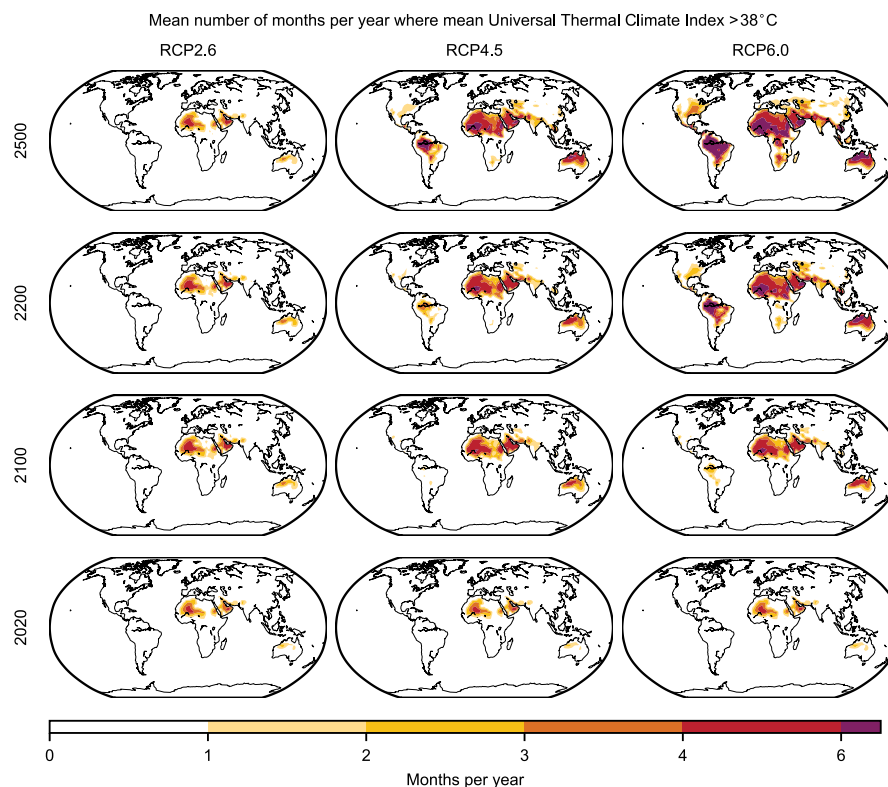 Mean number of months per year where mean Universal Thermal Climate Index >38°C
RCP2.6 RCP4.5 RCP6.0
2500
2200
2100
2020
0 1 2 3 4 6
Months per year